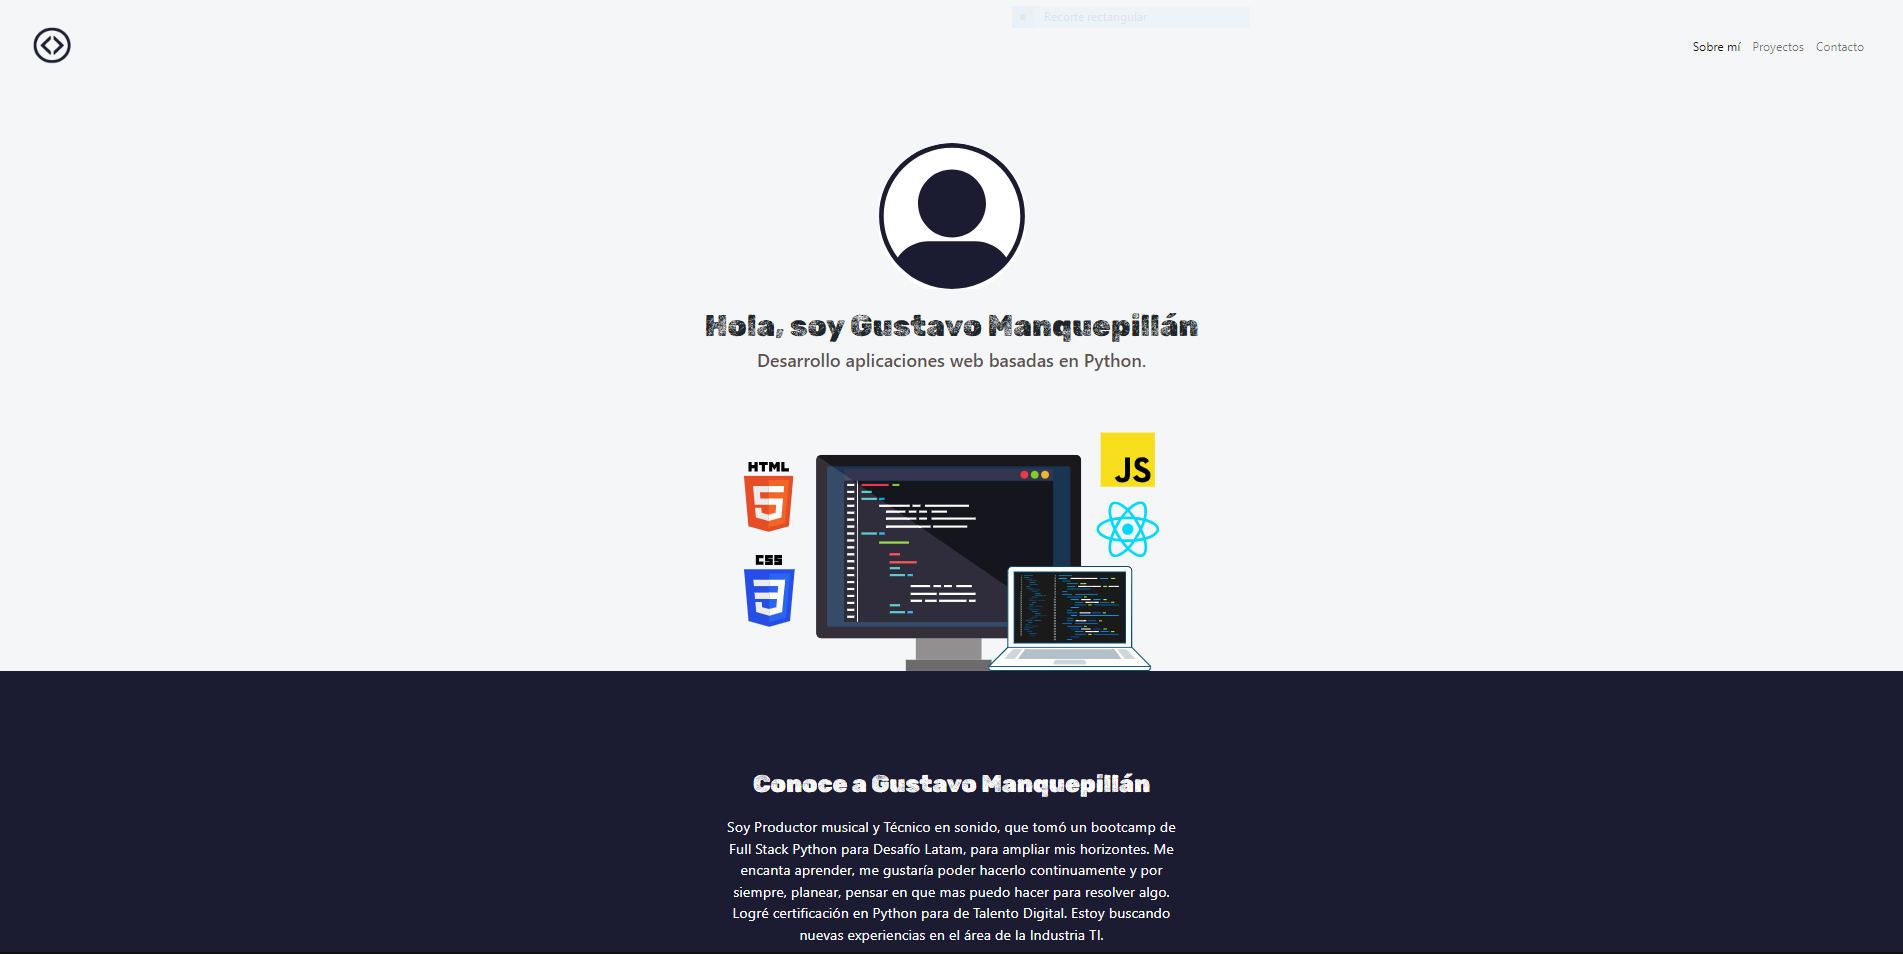 Recorte rectangular
Sobre mí Proyectos Contacto
Hola, soy Gustavo Manquepillán
Desarrollo aplicaciones web basadas en Python.
HTML
5
JS
CSS
3
Conoce a Gustavo Manquepillán
Soy Productor musical y Técnico en sonido, que tomó un bootcamp de
Full Stack Python para Desafío Latam, para ampliar mis horizontes. Me
encanta aprender, me gustaría poder hacerlo continuamente y por
siempre, planear, pensar en que mas puedo hacer para resolver algo.
Logré certificación en Python para de Talento Digital. Estoy buscando
nuevas experiencias en el área de la Industria TI.